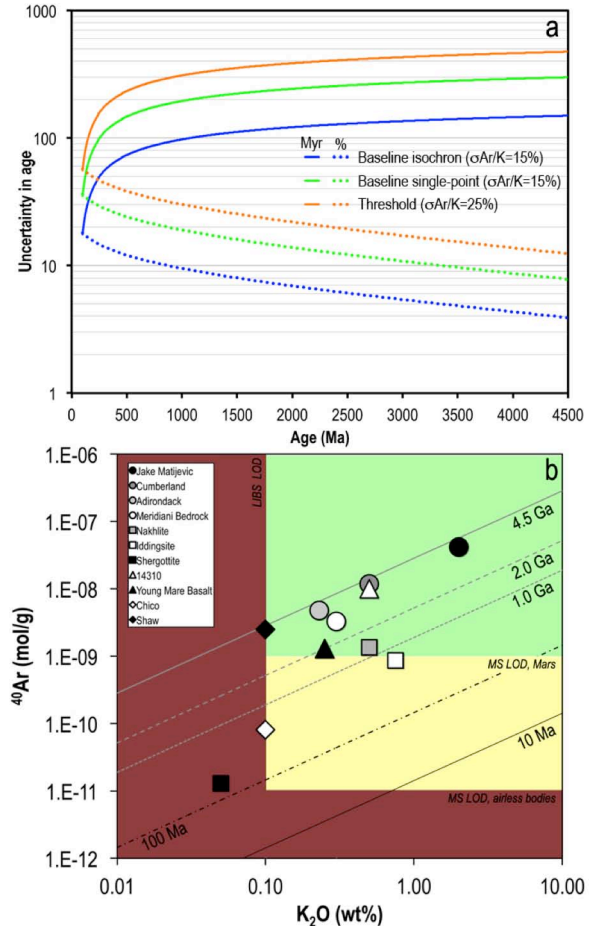 a
1000
100
10
1
Uncertainty in age
Myr %
Baseline isochron (σAr/K=15%)
Baseline single-point (σAr/K=15%)
Threshold (σAr/K=25%)
0 500 1000 1500 2000 2500 3000 3500 4000 4500
Age (Ma)
b
1.E-06
1.E-07
1.E-08
1.E-09
1.E-10
1.E-11
1.E-12
⁴⁰Ar (mol/g)
Jake Matijevic
Cumberland
Adirondack
Meridiani Bedrock
Nakhlite
Iddingsite
Shergottite
14310
Young Mare Basalt
Chico
Shaw
LIBS LOD
4.5 Ga
2.0 Ga
1.0 Ga
MS LOD, Mars
10 Ma
MS LOD, airless bodies
100 Ma
0.01 0.10 1.00 10.00
K₂O (wt%)